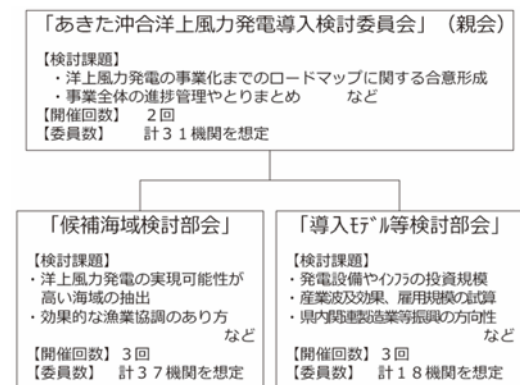 「あきた沖合洋上風力発電導入検討委員会」（親会）
【検討課題】
・洋上風力発電の事業化までのロードマップに関する合意形成
・事業全体の進捗管理やとりまとめ　　など
【開催回数】　２回
【委員数】　計３１機関を想定
「候補海域検討部会」
【検討課題】
・洋上風力発電の実現可能性が
高い海域の抽出
・効果的な漁業協調のあり方
など
【開催回数】３回
【委員数】　計３７機関を想定
「導入ﾓﾃﾞﾙ等検討部会」
【検討課題】
・発電設備やｲﾝﾌﾗの投資規模
・産業波及効果、雇用規模の試算
・県内関連製造業等振興の方向性
など
【開催回数】３回
【委員数】　計１８機関を想定